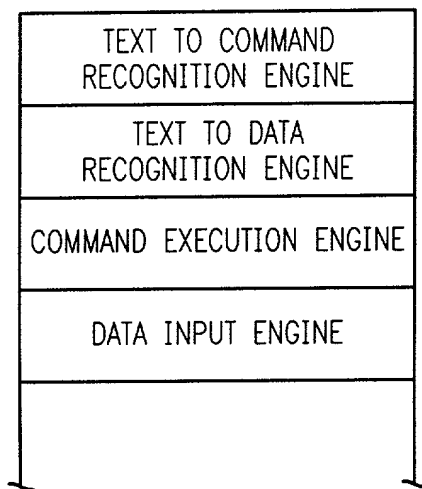 TEXT TO COMMAND
RECOGNITION ENGINE
TEXT TO DATA
RECOGNITION ENGINE
COMMAND EXECUTION ENGINE
DATA INPUT ENGINE